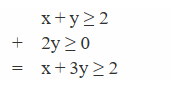 x+y≥2
+ 2y≥0
= x+3y≥2